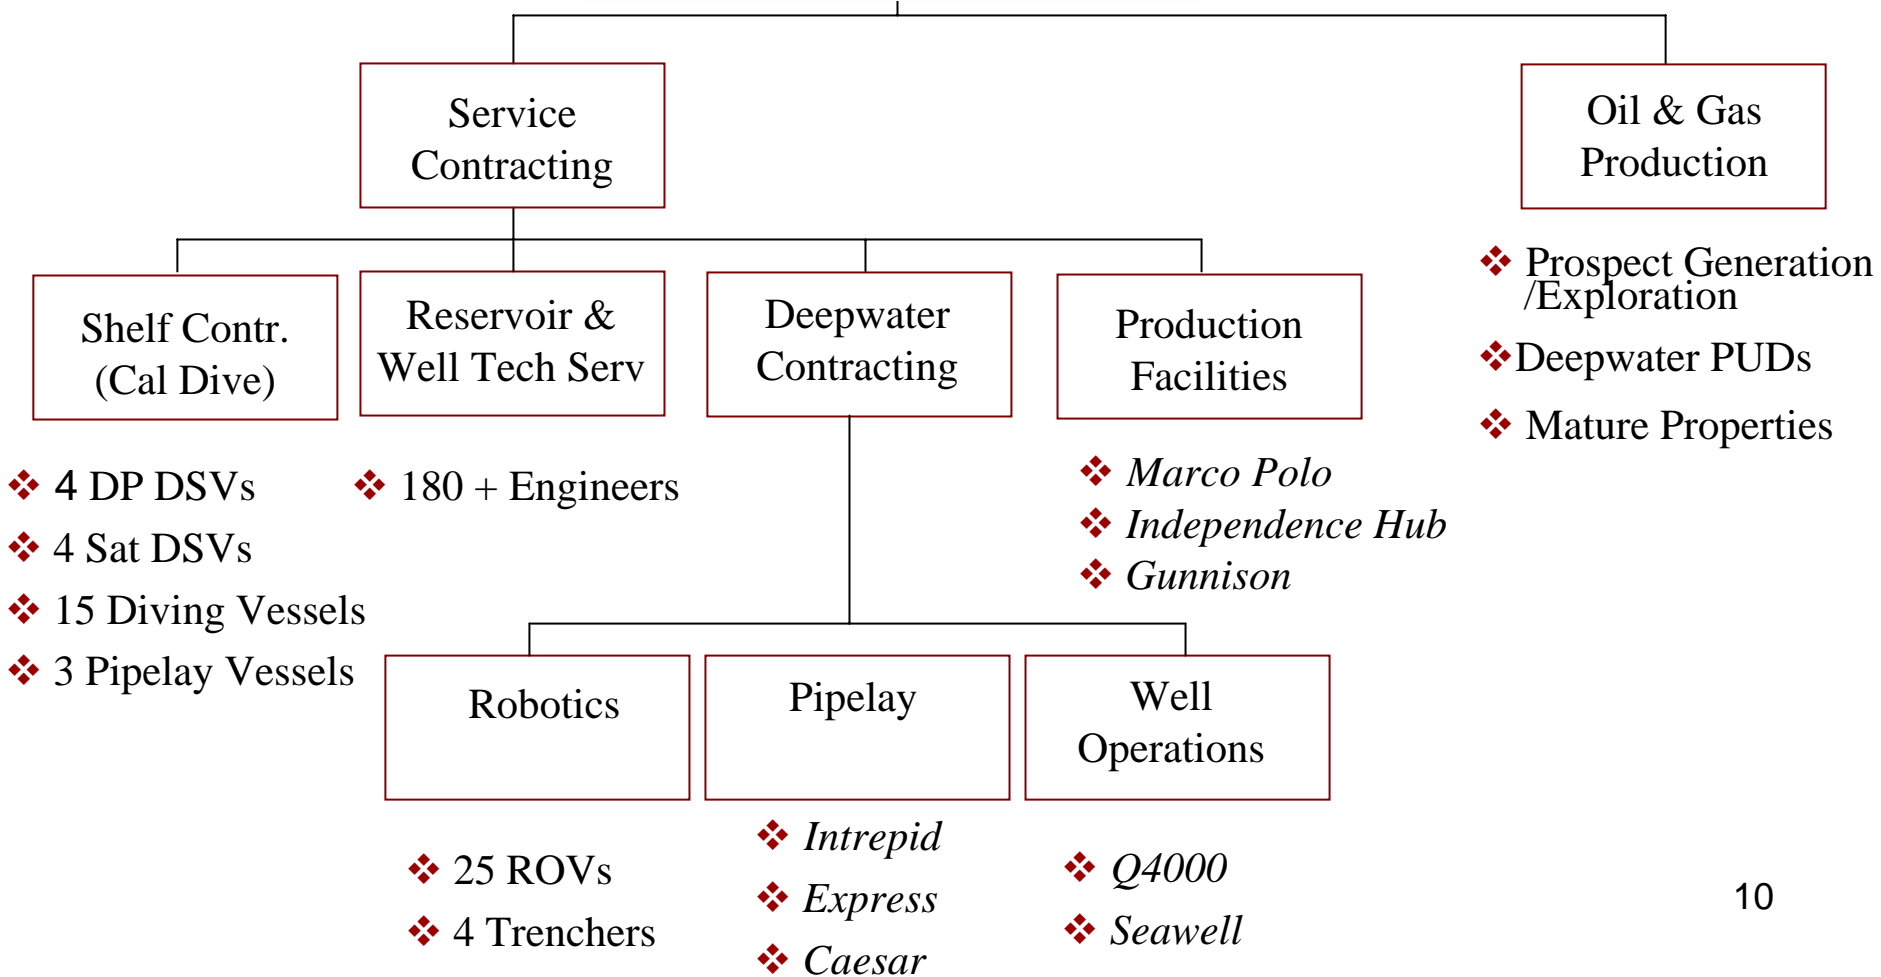 Service
Contracting
Oil & Gas
Production
Shelf Contr.
(Cal Dive)
Reservoir &
Well Tech Serv
Deepwater
Contracting
Production
Facilities
❖ Prospect Generation
/Exploration
❖ Deepwater PUDs
❖ Mature Properties
❖ 4 DP DSVs
❖ 4 Sat DSVs
❖ 15 Diving Vessels
❖ 3 Pipelay Vessels
❖ 180 + Engineers
❖ Marco Polo
❖ Independence Hub
❖ Gunnison
Robotics
Pipelay
Well
Operations
❖ 25 ROVs
❖ 4 Trenchers
❖ Intrepid
❖ Express
❖ Caesar
❖ Q4000
❖ Seawell
10